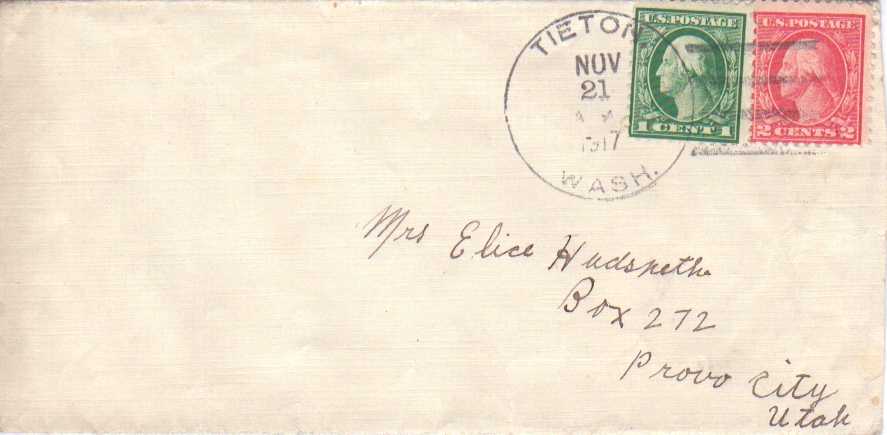 TIETON
NOV
21
A M
1917
WASH.
U.S. POSTAGE
1 CENT 1
U.S. POSTAGE
2 CENTS 2
Mrs Elice Hudspeth
Box 272
Provo City
Utah